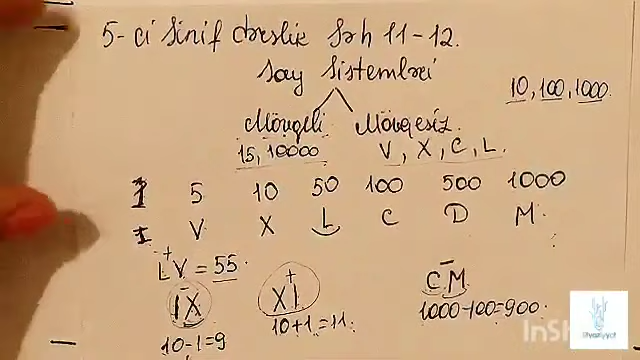 5-ci sinif dərslik Səh 11-12.
Say Sistemləri
10, 100, 1000
Mövqeli Mövqesiz.
15, 10000 V, X, C, L.
1 5 10 50 100 500 1000
I V X L C D M.
LV = 55
IX XI CM
10-1=9 10+1=11. 1000-100=900.
InSh